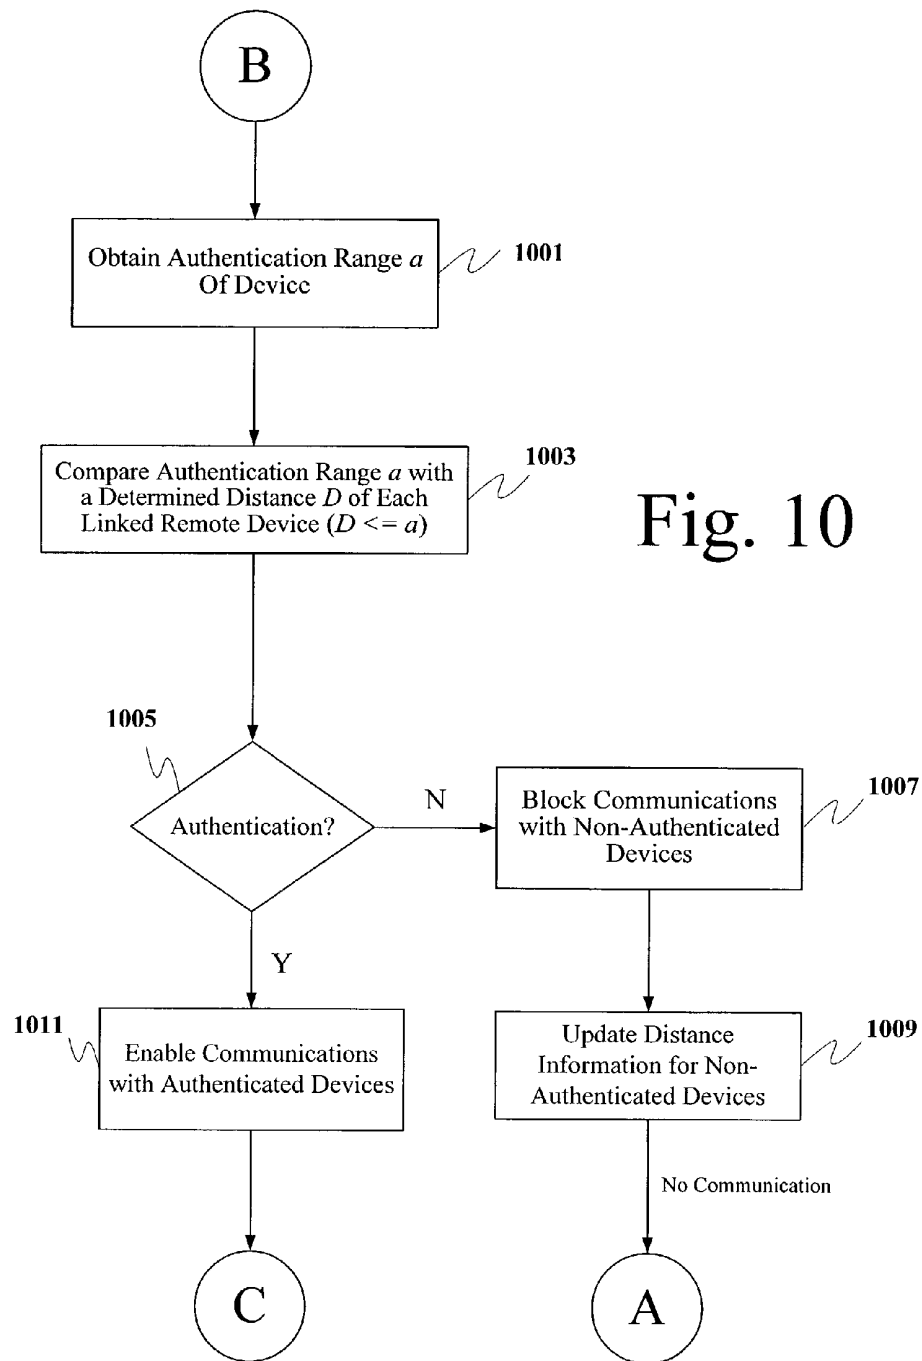 B
Obtain Authentication Range a
Of Device
1001
Compare Authentication Range a with
a Determined Distance D of Each
Linked Remote Device (D <= a)
1003
Fig. 10
1005
Authentication?
N
Y
Block Communications
with Non-Authenticated
Devices
1007
1011
Enable Communications
with Authenticated Devices
Update Distance
Information for Non-
Authenticated Devices
1009
No Communication
C
A